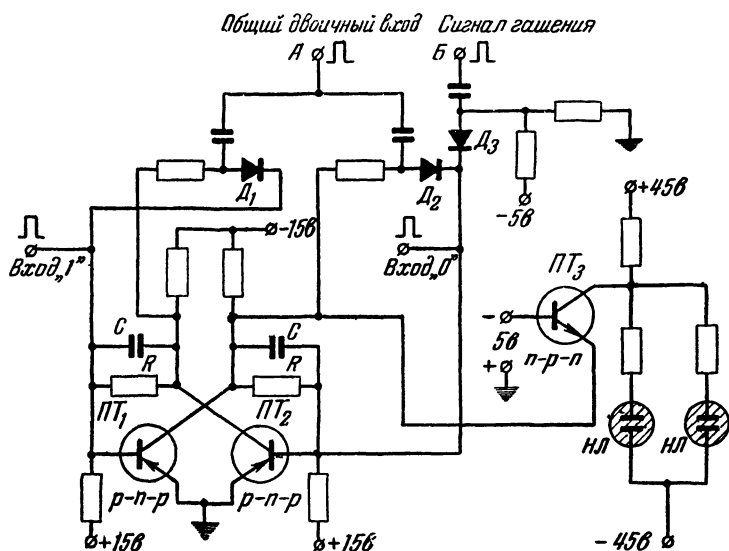 Общий двоичный вход
Сигнал гашения
А
Б
Д₁
Д₂
Д₃
-5в
+45в
-15в
Вход„1”
Вход„0”
ПТ₃
C
R
C
R
-
5в
+
n-p-n
ПТ₁
ПТ₂
НЛ
НЛ
p-n-p
p-n-p
+15в
+15в
-45в